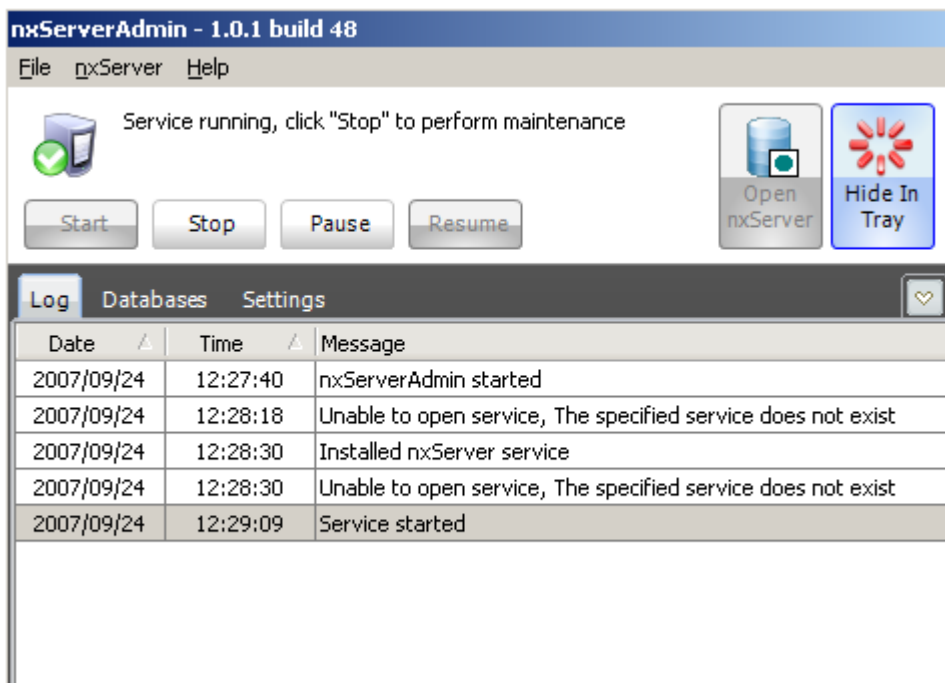 nxServerAdmin - 1.0.1 build 48
File nxServer Help
Service running, click "Stop" to perform maintenance
Start Stop Pause Resume
Open
nxServer
Hide In
Tray
Log Databases Settings
Date Time Message
2007/09/24 12:27:40 nxServerAdmin started
2007/09/24 12:28:18 Unable to open service, The specified service does not exist
2007/09/24 12:28:30 Installed nxServer service
2007/09/24 12:28:30 Unable to open service, The specified service does not exist
2007/09/24 12:29:09 Service started